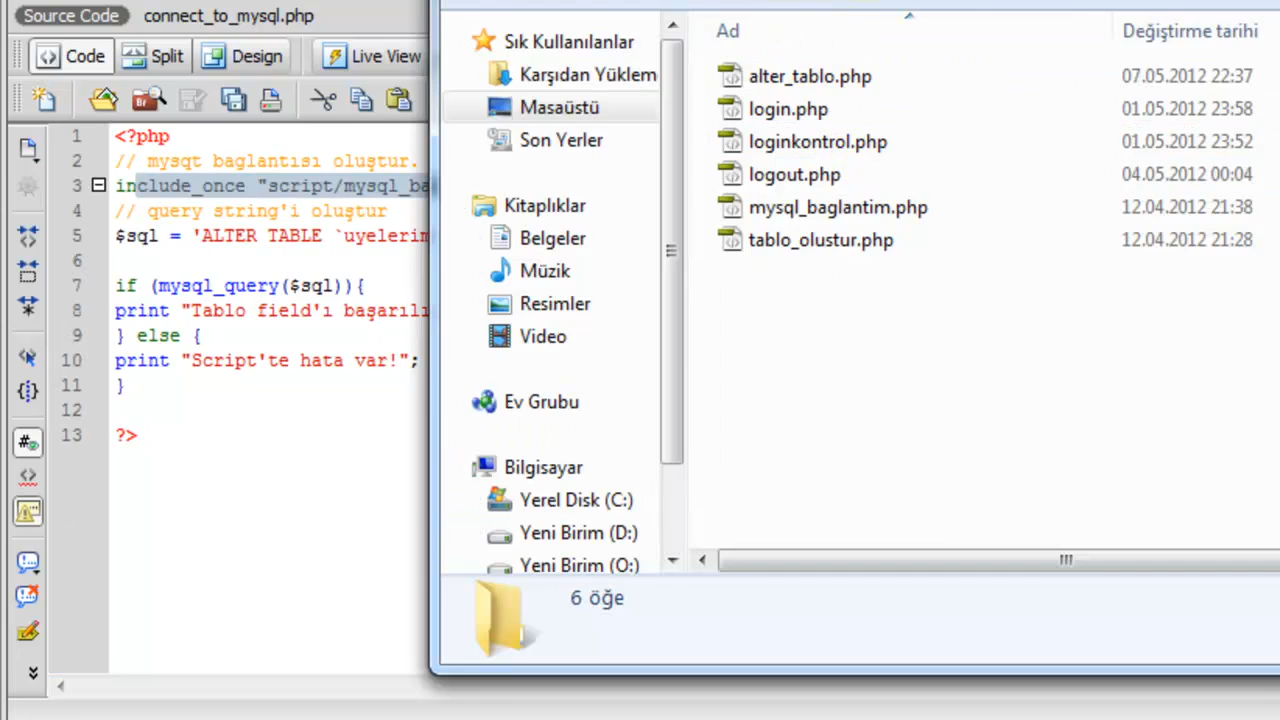 Source Code connect_to_mysql.php
Code Split Design Live View
1 <?php
2 // mysqt baglantısı oluştur.
3 include_once "script/mysql_ba
4 // query string'i oluştur
5 $sql = 'ALTER TABLE `uyelerim
6
7 if (mysql_query($sql)){
8 print "Tablo field'ı başarılı
9 } else {
10 print "Script'te hata var!";
11 }
12
13 ?>
Sık Kullanılanlar
Karşıdan Yüklem
Masaüstü
Son Yerler
Kitaplıklar
Belgeler
Müzik
Resimler
Video
Ev Grubu
Bilgisayar
Yerel Disk (C:)
Yeni Birim (D:)
Yeni Birim (O:)
Ad Değiştirme tarihi
alter_tablo.php 07.05.2012 22:37
login.php 01.05.2012 23:58
loginkontrol.php 01.05.2012 23:52
logout.php 04.05.2012 00:04
mysql_baglantim.php 12.04.2012 21:38
tablo_olustur.php 12.04.2012 21:28
6 öğe